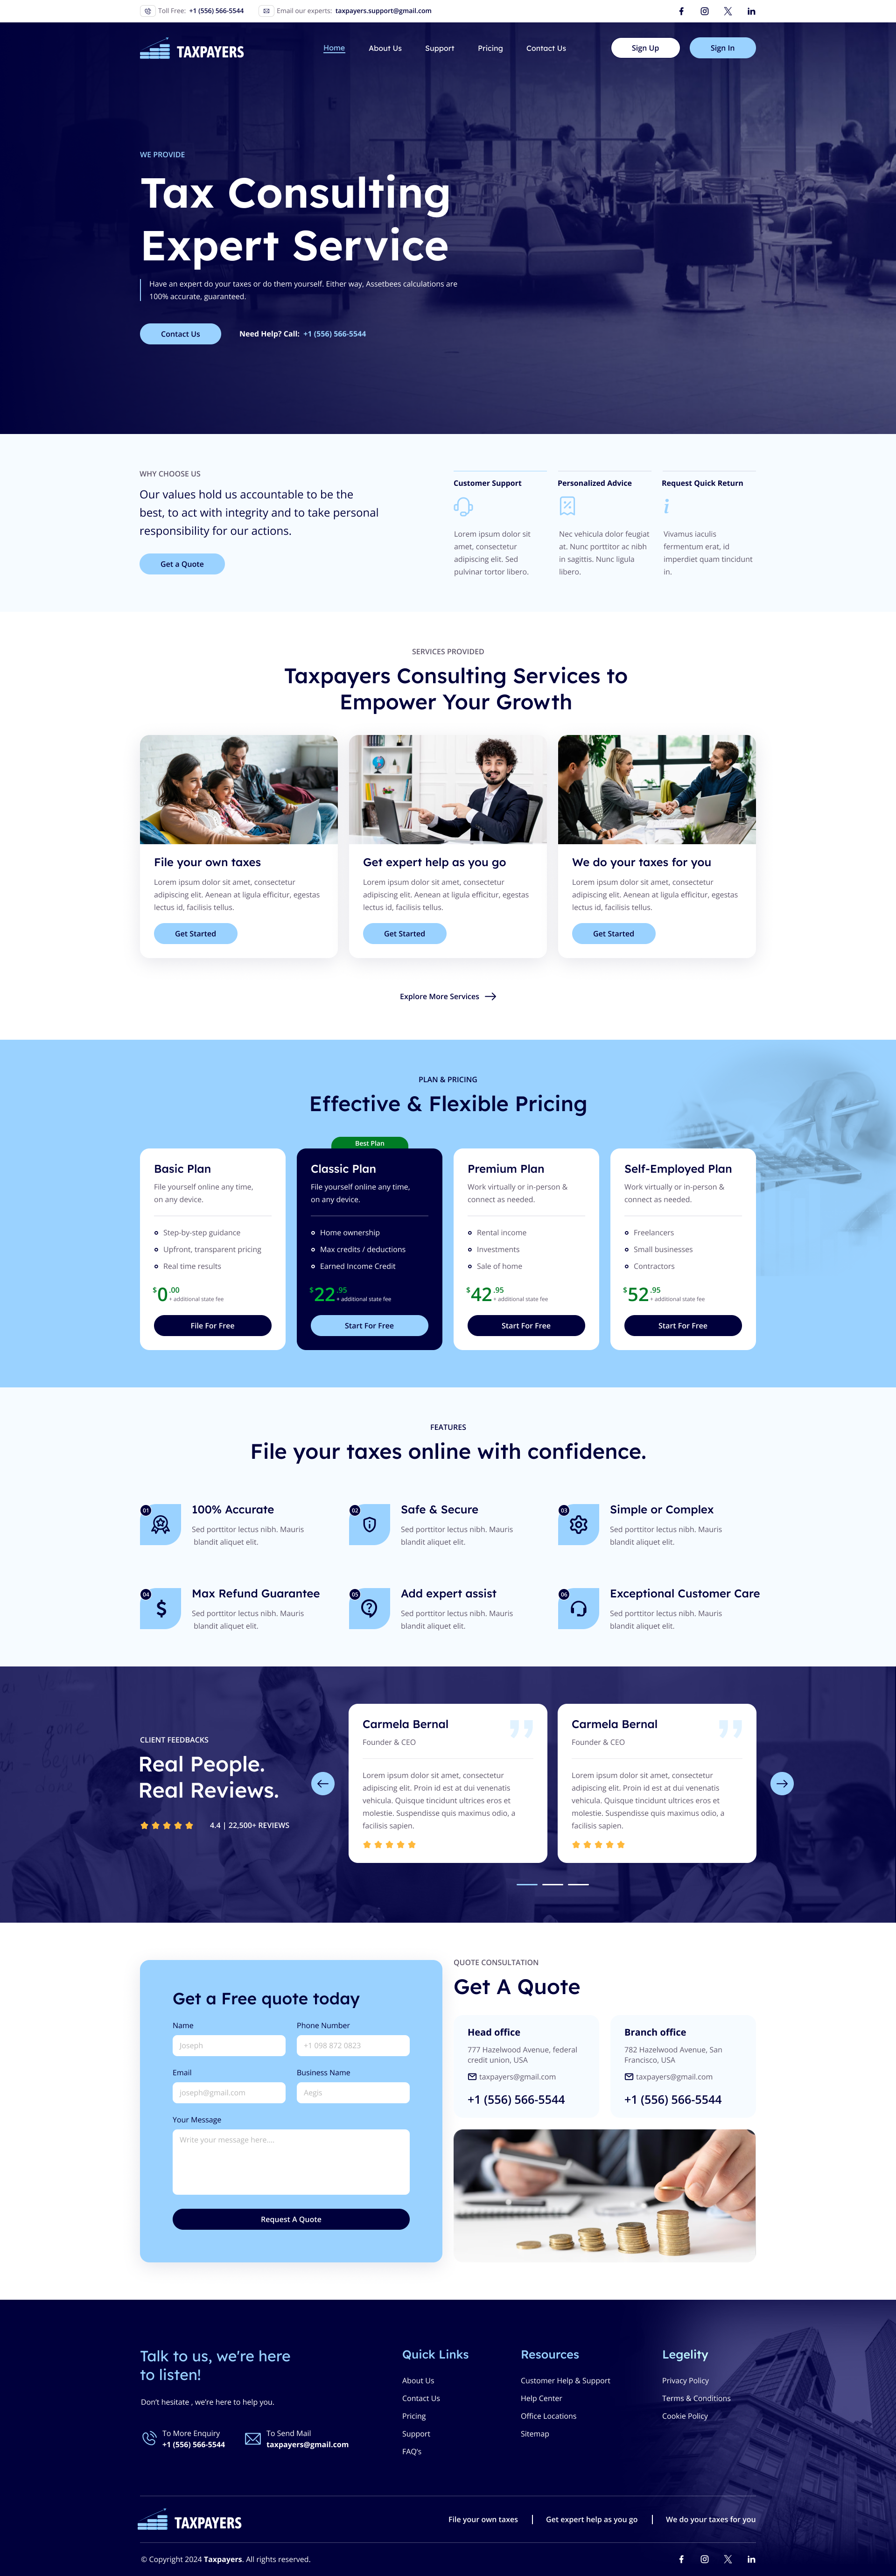 Toll Free: +1 (556) 566-5544 Email our experts: taxpayers.support@gmail.com
TAXPAYERS
Home About Us Support Pricing Contact Us Sign Up Sign In
WE PROVIDE
Tax Consulting
Expert Service
Have an expert do your taxes or do them yourself. Either way, Assetbees calculations are
100% accurate, guaranteed.
Contact Us Need Help? Call: +1 (556) 566-5544
WHY CHOOSE US
Our values hold us accountable to be the
best, to act with integrity and to take personal
responsibility for our actions.
Get a Quote
Customer Support
Lorem ipsum dolor sit
amet, consectetur
adipiscing elit. Sed
pulvinar tortor libero.
Personalized Advice
Nec vehicula dolor feugiat
at. Nunc porttitor ac nibh
in sagittis. Nunc ligula
libero.
Request Quick Return
Vivamus iaculis
fermentum erat, id
imperdiet quam tincidunt
in.
SERVICES PROVIDED
Taxpayers Consulting Services to
Empower Your Growth
File your own taxes
Lorem ipsum dolor sit amet, consectetur
adipiscing elit. Aenean at ligula efficitur, egestas
lectus id, facilisis tellus.
Get Started
Get expert help as you go
Lorem ipsum dolor sit amet, consectetur
adipiscing elit. Aenean at ligula efficitur, egestas
lectus id, facilisis tellus.
Get Started
We do your taxes for you
Lorem ipsum dolor sit amet, consectetur
adipiscing elit. Aenean at ligula efficitur, egestas
lectus id, facilisis tellus.
Get Started
Explore More Services
PLAN & PRICING
Effective & Flexible Pricing
Basic Plan
File yourself online any time,
on any device.
Step-by-step guidance
Upfront, transparent pricing
Real time results
$0.00 + additional state fee
File For Free
Best Plan
Classic Plan
File yourself online any time,
on any device.
Home ownership
Max credits / deductions
Earned Income Credit
$22.95 + additional state fee
Start For Free
Premium Plan
Work virtually or in-person &
connect as needed.
Rental income
Investments
Sale of home
$42.95 + additional state fee
Start For Free
Self-Employed Plan
Work virtually or in-person &
connect as needed.
Freelancers
Small businesses
Contractors
$52.95 + additional state fee
Start For Free
FEATURES
File your taxes online with confidence.
01
100% Accurate
Sed porttitor lectus nibh. Mauris
blandit aliquet elit.
02
Safe & Secure
Sed porttitor lectus nibh. Mauris
blandit aliquet elit.
03
Simple or Complex
Sed porttitor lectus nibh. Mauris
blandit aliquet elit.
04
Max Refund Guarantee
Sed porttitor lectus nibh. Mauris
blandit aliquet elit.
05
Add expert assist
Sed porttitor lectus nibh. Mauris
blandit aliquet elit.
06
Exceptional Customer Care
Sed porttitor lectus nibh. Mauris
blandit aliquet elit.
CLIENT FEEDBACKS
Real People.
Real Reviews.
4.4 | 22,500+ REVIEWS
Carmela Bernal
Founder & CEO
Lorem ipsum dolor sit amet, consectetur
adipiscing elit. Proin id est at dui venenatis
vehicula. Quisque tincidunt ultrices eros et
molestie. Suspendisse quis maximus odio, a
facilisis sapien.
Carmela Bernal
Founder & CEO
Lorem ipsum dolor sit amet, consectetur
adipiscing elit. Proin id est at dui venenatis
vehicula. Quisque tincidunt ultrices eros et
molestie. Suspendisse quis maximus odio, a
facilisis sapien.
Get a Free quote today
Name Phone Number
Joseph +1 098 872 0823
Email Business Name
joseph@gmail.com Aegis
Your Message
Write your message here....
Request A Quote
QUOTE CONSULTATION
Get A Quote
Head office
777 Hazelwood Avenue, federal
credit union, USA
taxpayers@gmail.com
+1 (556) 566-5544
Branch office
782 Hazelwood Avenue, San
Francisco, USA
taxpayers@gmail.com
+1 (556) 566-5544
Talk to us, we're here
to listen!
Don't hesitate , we're here to help you.
To More Enquiry
+1 (556) 566-5544
To Send Mail
taxpayers@gmail.com
Quick Links
About Us
Contact Us
Pricing
Support
FAQ's
Resources
Customer Help & Support
Help Center
Office Locations
Sitemap
Legelity
Privacy Policy
Terms & Conditions
Cookie Policy
TAXPAYERS
File your own taxes Get expert help as you go We do your taxes for you
© Copyright 2024 Taxpayers. All rights reserved.